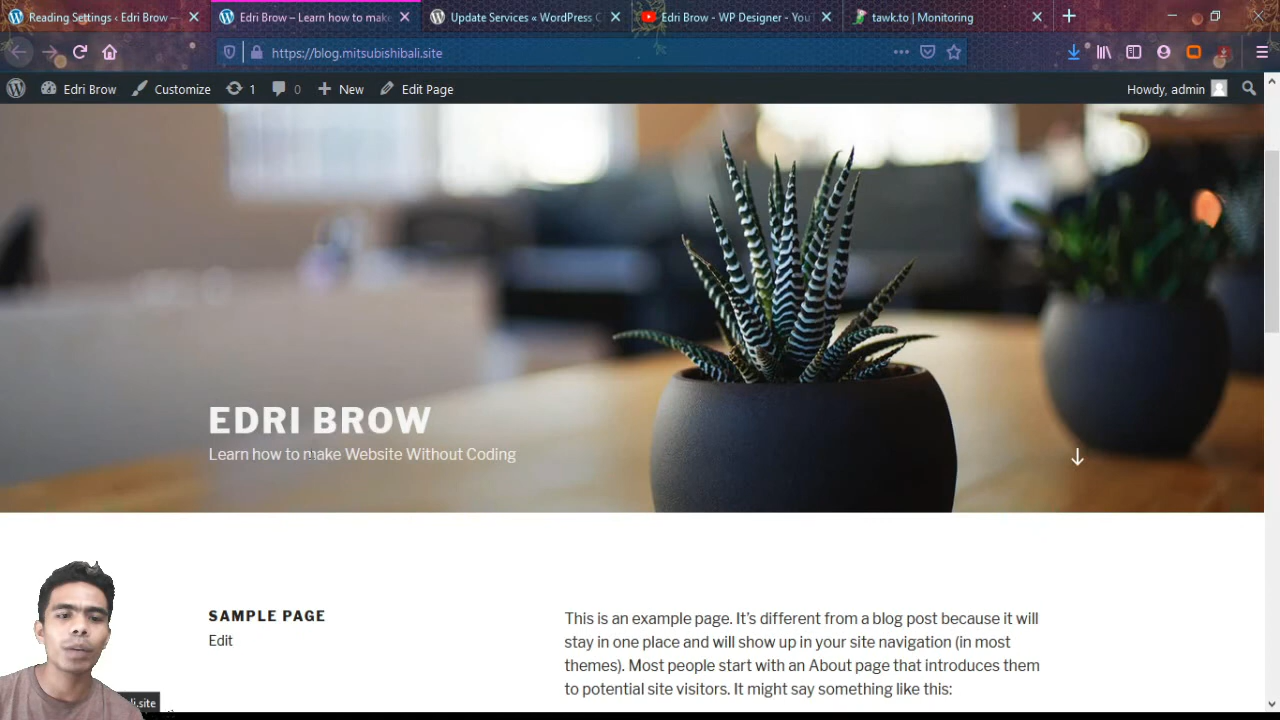 Reading Settings ‹ Edri Brow —
Edri Brow – Learn how to make
Update Services « WordPress C
Edri Brow - WP Designer - You
tawk.to | Monitoring
https://blog.mitsubishibali.site
Edri Brow
Customize
1
0
New
Edit Page
Howdy, admin
EDRI BROW
Learn how to make Website Without Coding
SAMPLE PAGE
Edit
This is an example page. It's different from a blog post because it will
stay in one place and will show up in your site navigation (in most
themes). Most people start with an About page that introduces them
to potential site visitors. It might say something like this:
li.site